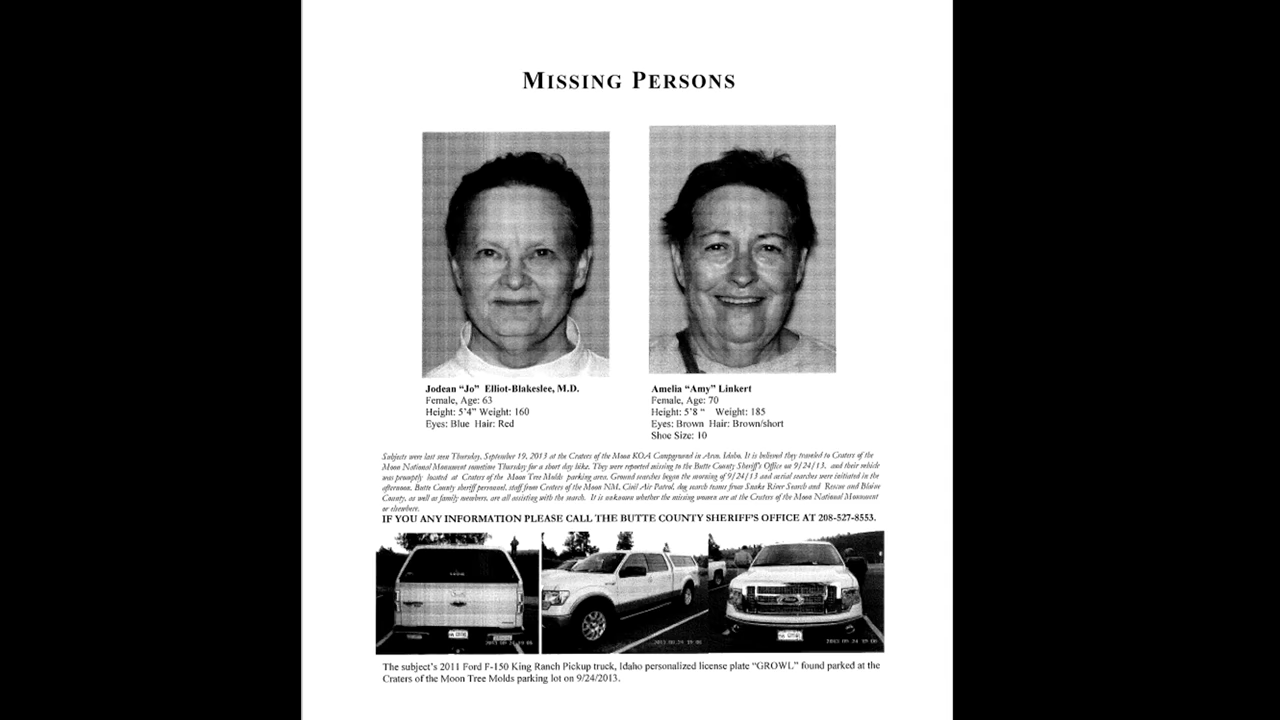 MISSING PERSONS
Jodean "Jo" Elliot-Blakeslee, M.D.
Female, Age: 63
Height: 5'4" Weight: 160
Eyes: Blue Hair: Red
Amelia "Amy" Linkert
Female, Age: 70
Height: 5'8 " Weight: 185
Eyes: Brown Hair: Brown/short
Shoe Size: 10
Subjects were last seen Thursday, September 19, 2013 at the Craters of the Moon KOA Campground in Arco, Idaho. It is believed they traveled to Craters of the
Moon National Monument sometime Thursday for a short day hike. They were reported missing to the Butte County Sheriff's Office on 9/24/13, and their vehicle
was promptly located at Craters of the Moon Tree Molds parking area. Ground searches began the morning of 9/24/13 and aerial searches were initiated in the
afternoon. Butte County sheriff personnel, staff from Craters of the Moon NM, Civil Air Patrol, dog search teams from Snake River Search and Rescue and Blaine
County, as well as family members, are all assisting with the search. It is unknown whether the missing women are at the Craters of the Moon National Monument
or elsewhere.
IF YOU ANY INFORMATION PLEASE CALL THE BUTTE COUNTY SHERIFF'S OFFICE AT 208-527-8553.
The subject's 2011 Ford F-150 King Ranch Pickup truck, Idaho personalized license plate "GROWL" found parked at the
Craters of the Moon Tree Molds parking lot on 9/24/2013.